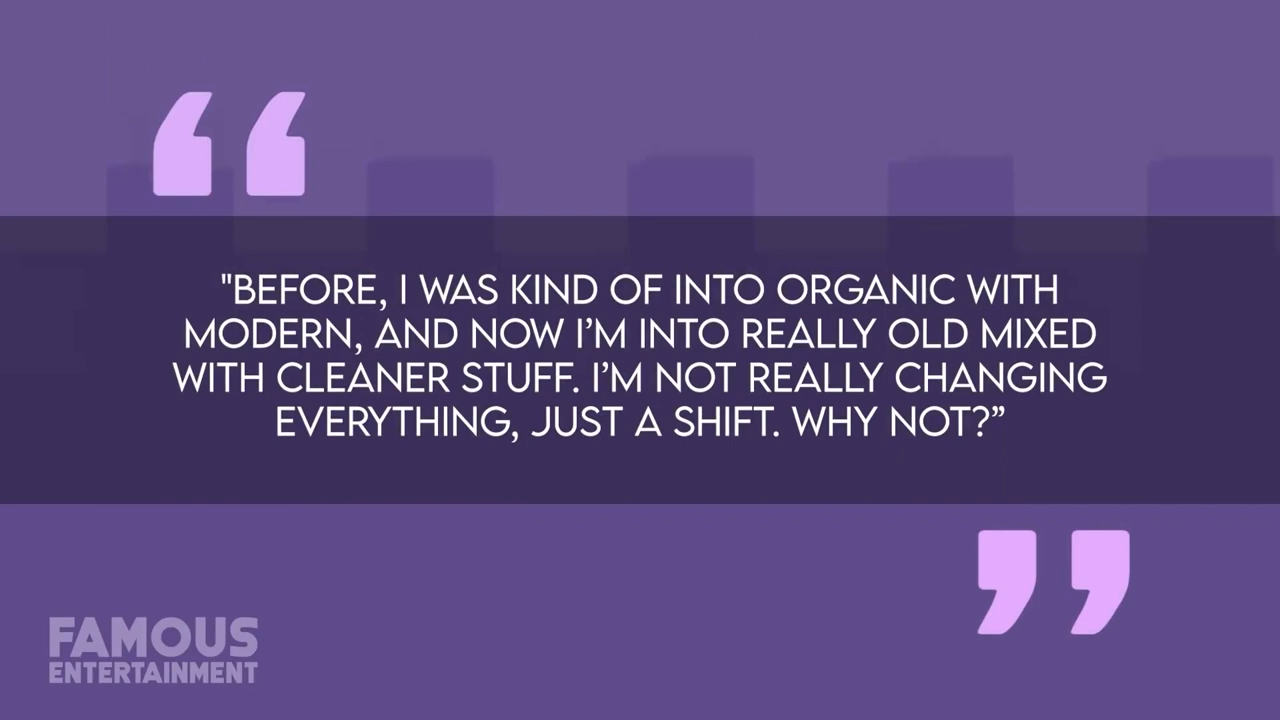 "BEFORE, I WAS KIND OF INTO ORGANIC WITH
MODERN, AND NOW I’M INTO REALLY OLD MIXED
WITH CLEANER STUFF. I’M NOT REALLY CHANGING
EVERYTHING, JUST A SHIFT. WHY NOT?”
FAMOUS
ENTERTAINMENT